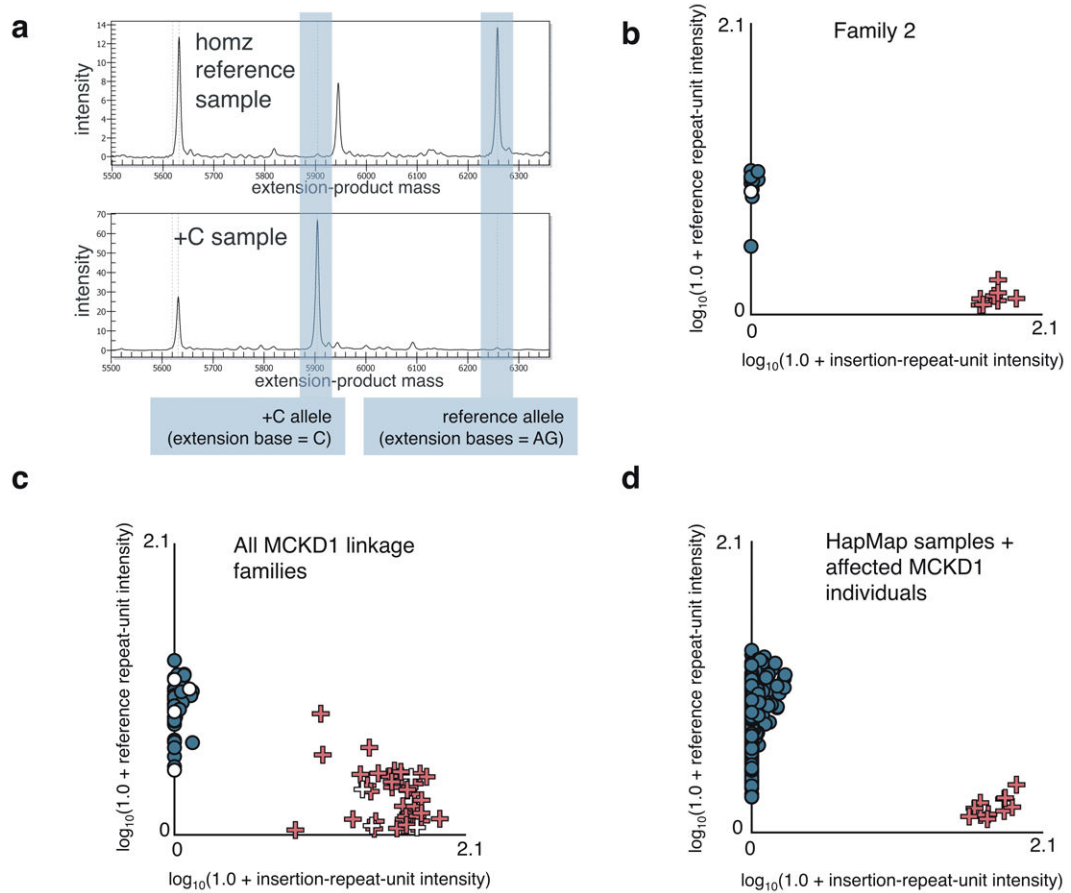 a
14
12
10
8
6
4
2
0
intensity
homz
reference
sample
5500
5600
5700
5800
5900
6000
6100
6200
6300
extension-product mass
70
60
50
40
30
20
10
0
intensity
+C sample
5500
5600
5700
5800
5900
6000
6100
6200
6300
extension-product mass
+C allele
(extension base = C)
reference allele
(extension bases = AG)
b
2.1
Family 2
log10(1.0 + reference repeat-unit intensity)
0
0
2.1
log10(1.0 + insertion-repeat-unit intensity)
c
2.1
All MCKD1 linkage
families
log10(1.0 + reference repeat-unit intensity)
0
0
2.1
log10(1.0 + insertion-repeat-unit intensity)
d
2.1
HapMap samples +
affected MCKD1
individuals
log10(1.0 + reference repeat-unit intensity)
0
0
2.1
log10(1.0 + insertion-repeat-unit intensity)